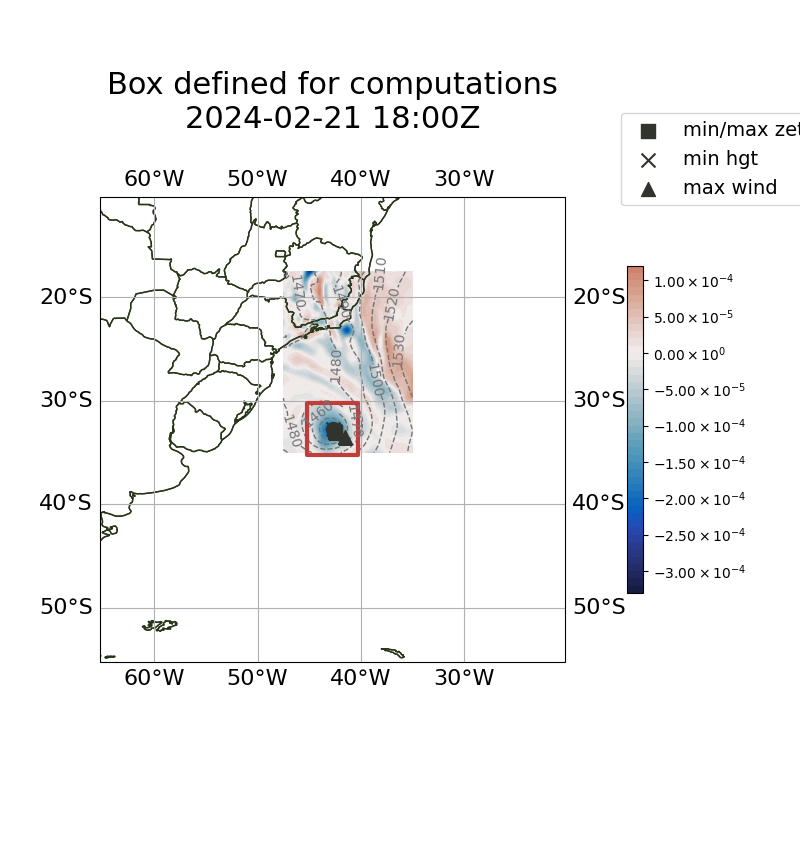 Box defined for computations
2024-02-21 18:00Z
min/max zet
min hgt
max wind
60°W 50°W 40°W 30°W
1510
1470
1520
20°S 20°S
1.00 × 10⁻⁴
5.00 × 10⁻⁵
0.00 × 10⁰
−5.00 × 10⁻⁵
−1.00 × 10⁻⁴
−1.50 × 10⁻⁴
−2.00 × 10⁻⁴
−2.50 × 10⁻⁴
−3.00 × 10⁻⁴
1530
1480
1500
30°S 30°S
1460
1480
40°S 40°S
50°S 50°S
60°W 50°W 40°W 30°W